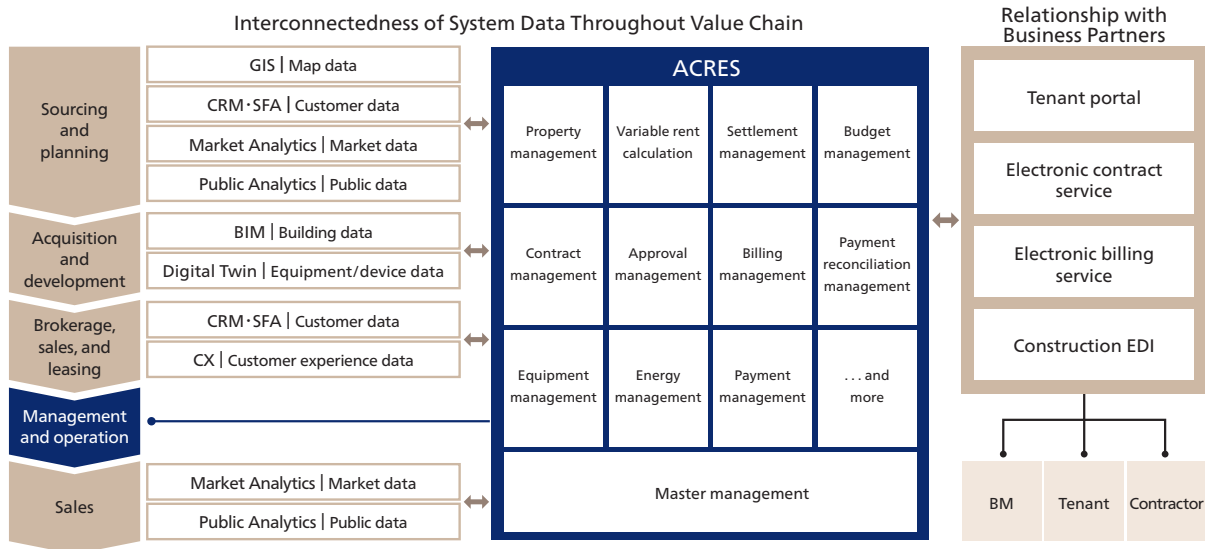 Interconnectedness of System Data Throughout Value Chain
Relationship with
Business Partners
Sourcing
and
planning
GIS | Map data
CRM・SFA | Customer data
Market Analytics | Market data
Public Analytics | Public data
Acquisition
and
development
BIM | Building data
Digital Twin | Equipment/device data
Brokerage,
sales, and
leasing
CRM・SFA | Customer data
CX | Customer experience data
Management
and operation
Sales
Market Analytics | Market data
Public Analytics | Public data
ACRES
Property
management
Variable rent
calculation
Settlement
management
Budget
management
Contract
management
Approval
management
Billing
management
Payment
reconciliation
management
Equipment
management
Energy
management
Payment
management
...and
more
Master management
Tenant portal
Electronic contract
service
Electronic billing
service
Construction EDI
BM
Tenant
Contractor